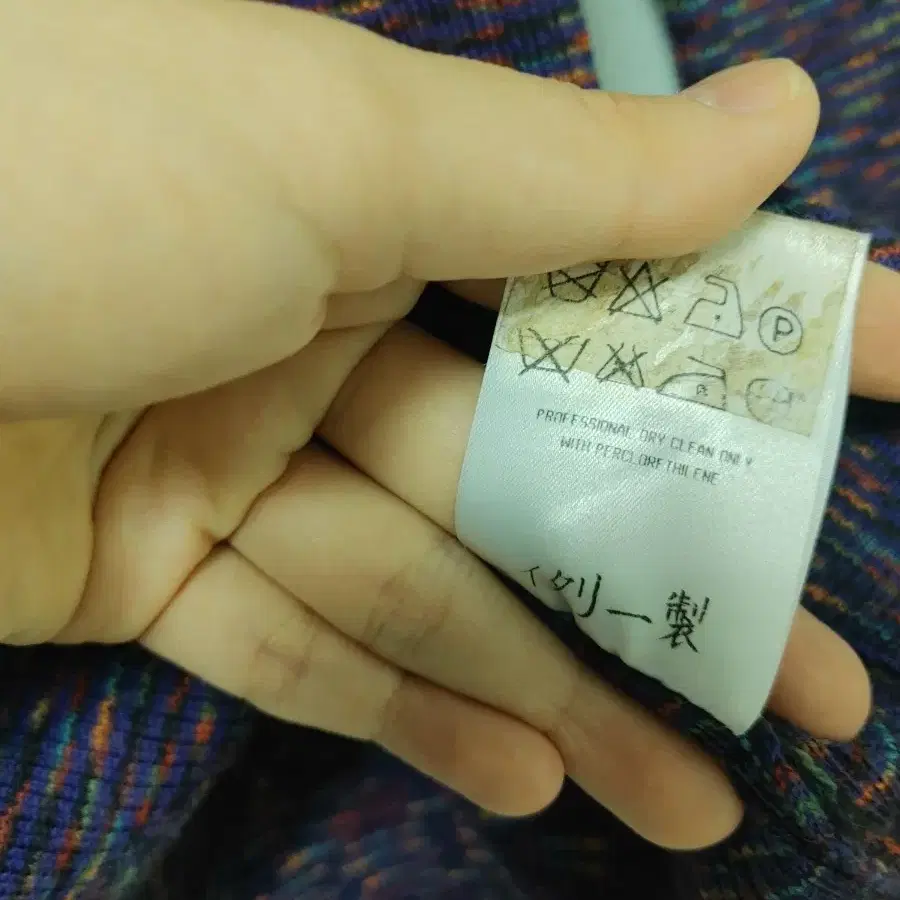 P
PROFESSIONAL DRY CLEAN ONLY
WITH PERCLORETHILENE
イタリー製